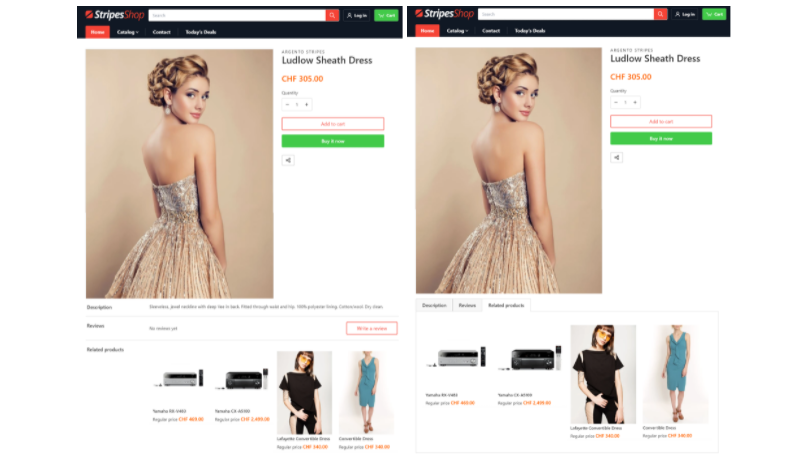 StripesShop
Search
Log in
Cart
Home Catalog Contact Today's Deals
ARGENTO STRIPES
Ludlow Sheath Dress
CHF 305.00
Quantity
− 1 +
Add to cart
Buy it now
Description
Sleeveless, jewel neckline with deep tee in back. Fitted through waist and hip. 100% polyester lining. Cotton/wool. Dry clean.
Reviews
No reviews yet
Write a review
Related products
Yamaha RX-V483
Regular price CHF 460.00
Yamaha CX-A5100
Regular price CHF 2,499.00
Lafayette Convertible Dress
Regular price CHF 340.00
Convertible Dress
Regular price CHF 340.00
StripesShop
Search
Log in
Cart
Home Catalog Contact Today's Deals
ARGENTO STRIPES
Ludlow Sheath Dress
CHF 305.00
Quantity
− 1 +
Add to cart
Buy it now
Description Reviews Related products
Yamaha RX-V483
Regular price CHF 460.00
Regular price CHF 2,499.00
Lafayette Convertible Dress
Regular price CHF 340.00
Convertible Dress
Regular price CHF 340.00